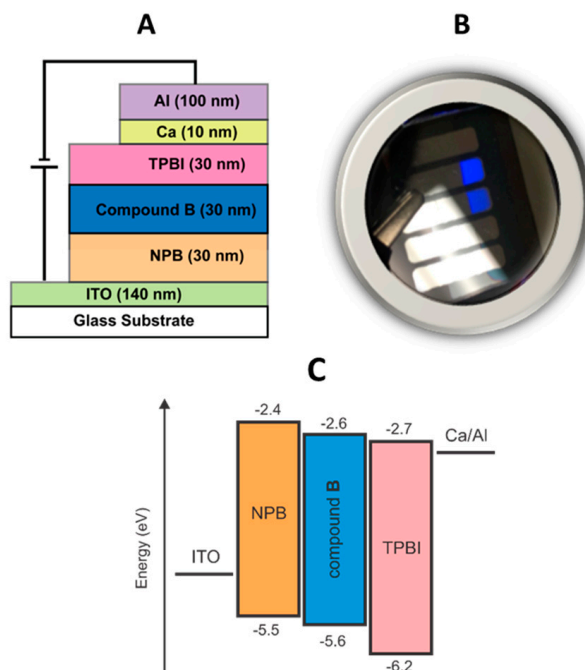 A
B
Al (100 nm)
Ca (10 nm)
TPBI (30 nm)
Compound B (30 nm)
NPB (30 nm)
ITO (140 nm)
Glass Substrate
C
Energy (eV)
ITO
-2.4
NPB
-5.5
-2.6
compound B
-5.6
-2.7
TPBI
-6.2
Ca/Al